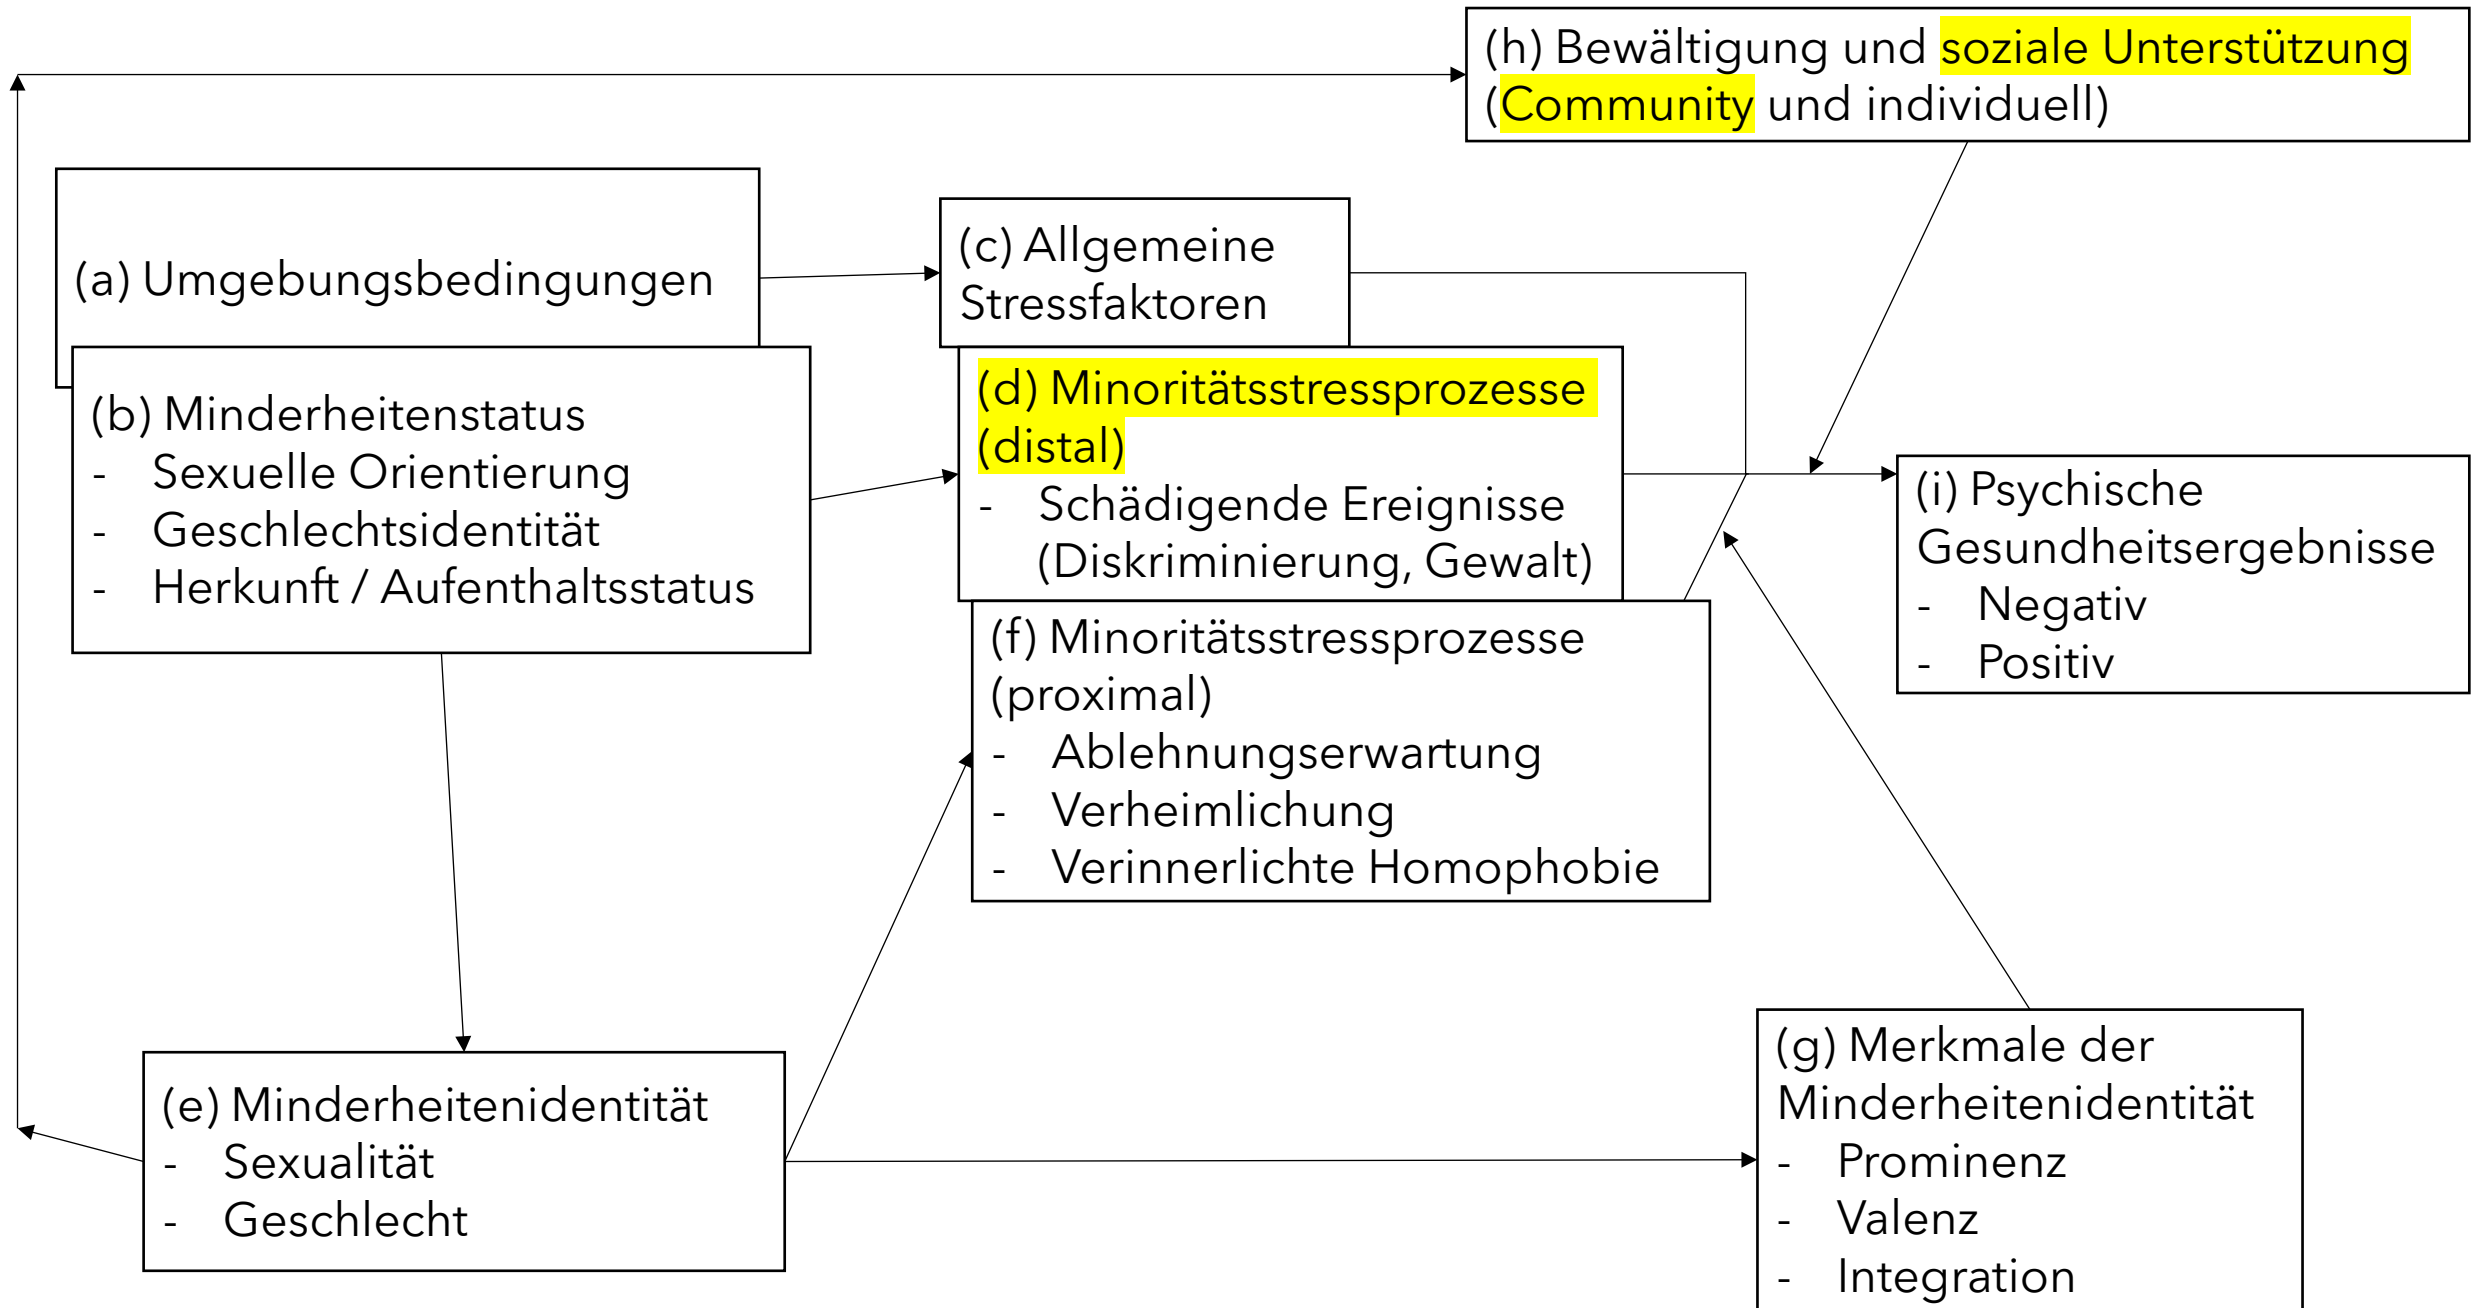 (h) Bewältigung und soziale Unterstützung
(Community und individuell)
(a) Umgebungsbedingungen
(c) Allgemeine
Stressfaktoren
(b) Minderheitenstatus
- Sexuelle Orientierung
- Geschlechtsidentität
- Herkunft / Aufenthaltsstatus
(d) Minoritätsstressprozesse
(distal)
- Schädigende Ereignisse
(Diskriminierung, Gewalt)
(f) Minoritätsstressprozesse
(proximal)
- Ablehnungserwartung
- Verheimlichung
- Verinnerlichte Homophobie
(i) Psychische
Gesundheitsergebnisse
- Negativ
- Positiv
(e) Minderheitenidentität
- Sexualität
- Geschlecht
(g) Merkmale der
Minderheitenidentität
- Prominenz
- Valenz
- Integration